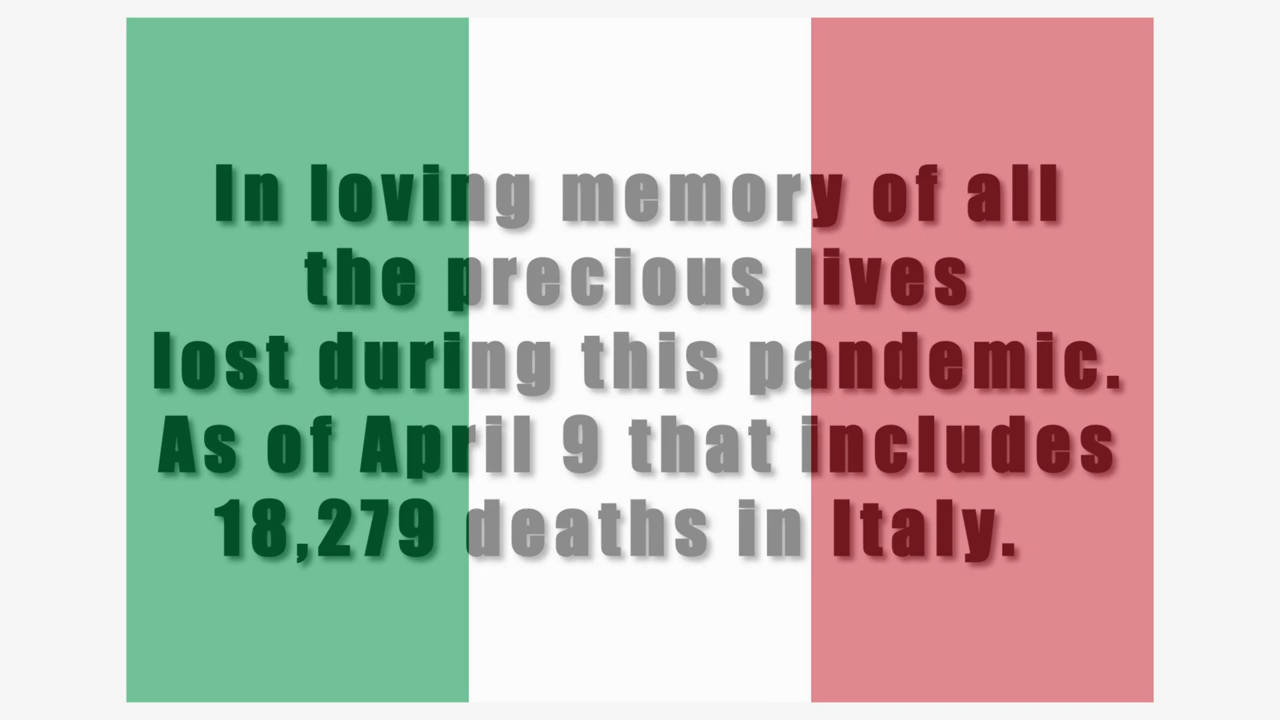 In loving memory of all
the precious lives
lost during this pandemic.
As of April 9 that includes
18,279 deaths in Italy.